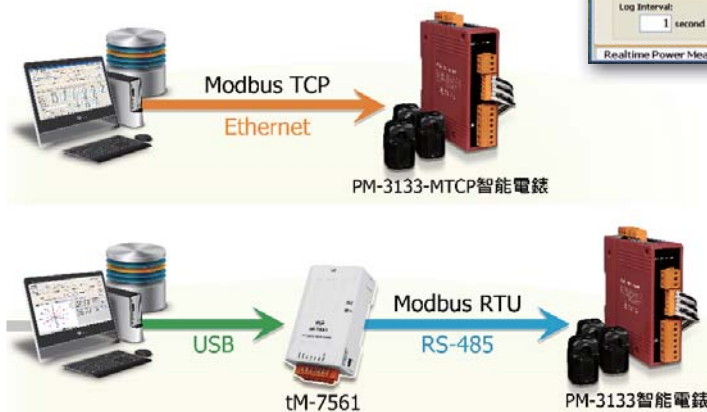 Log Interval:
1 second
Realtime Power Mea
Modbus TCP
Ethernet
PM-3133-MTCP智能電錶
Modbus RTU
USB
RS-485
tM-7561
PM-3133智能電錶